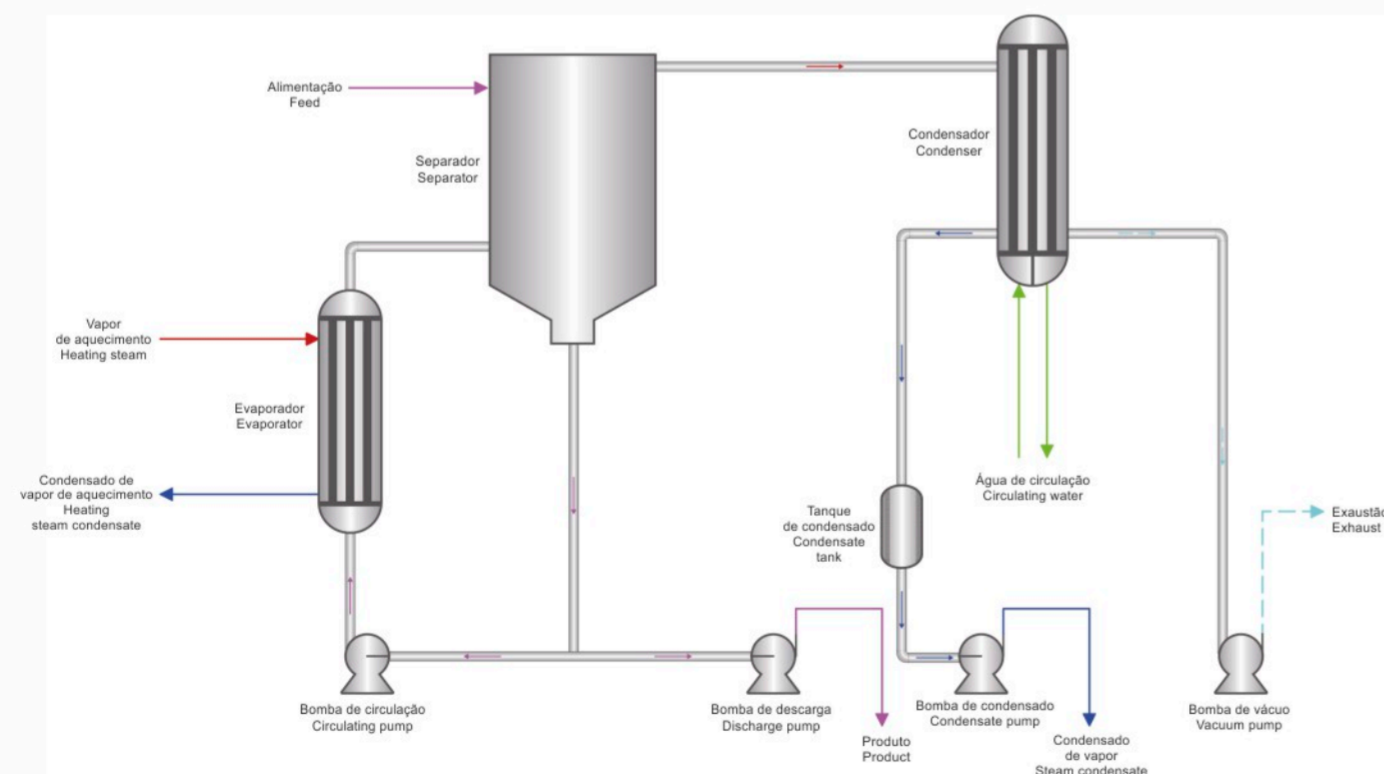 Alimentação
Feed
Separador
Separator
Condensador
Condenser
Vapor
de aquecimento
Heating steam
Evaporador
Evaporator
Condensado de
vapor de aquecimento
Heating
steam condensate
Água de circulação
Circulating water
Tanque
de condensado
Condensate
tank
Exaustão
Exhaust
Bomba de circulação
Circulating pump
Bomba de descarga
Discharge pump
Bomba de condensado
Condensate pump
Bomba de vácuo
Vacuum pump
Produto
Product
Condensado
de vapor
Steam condensate